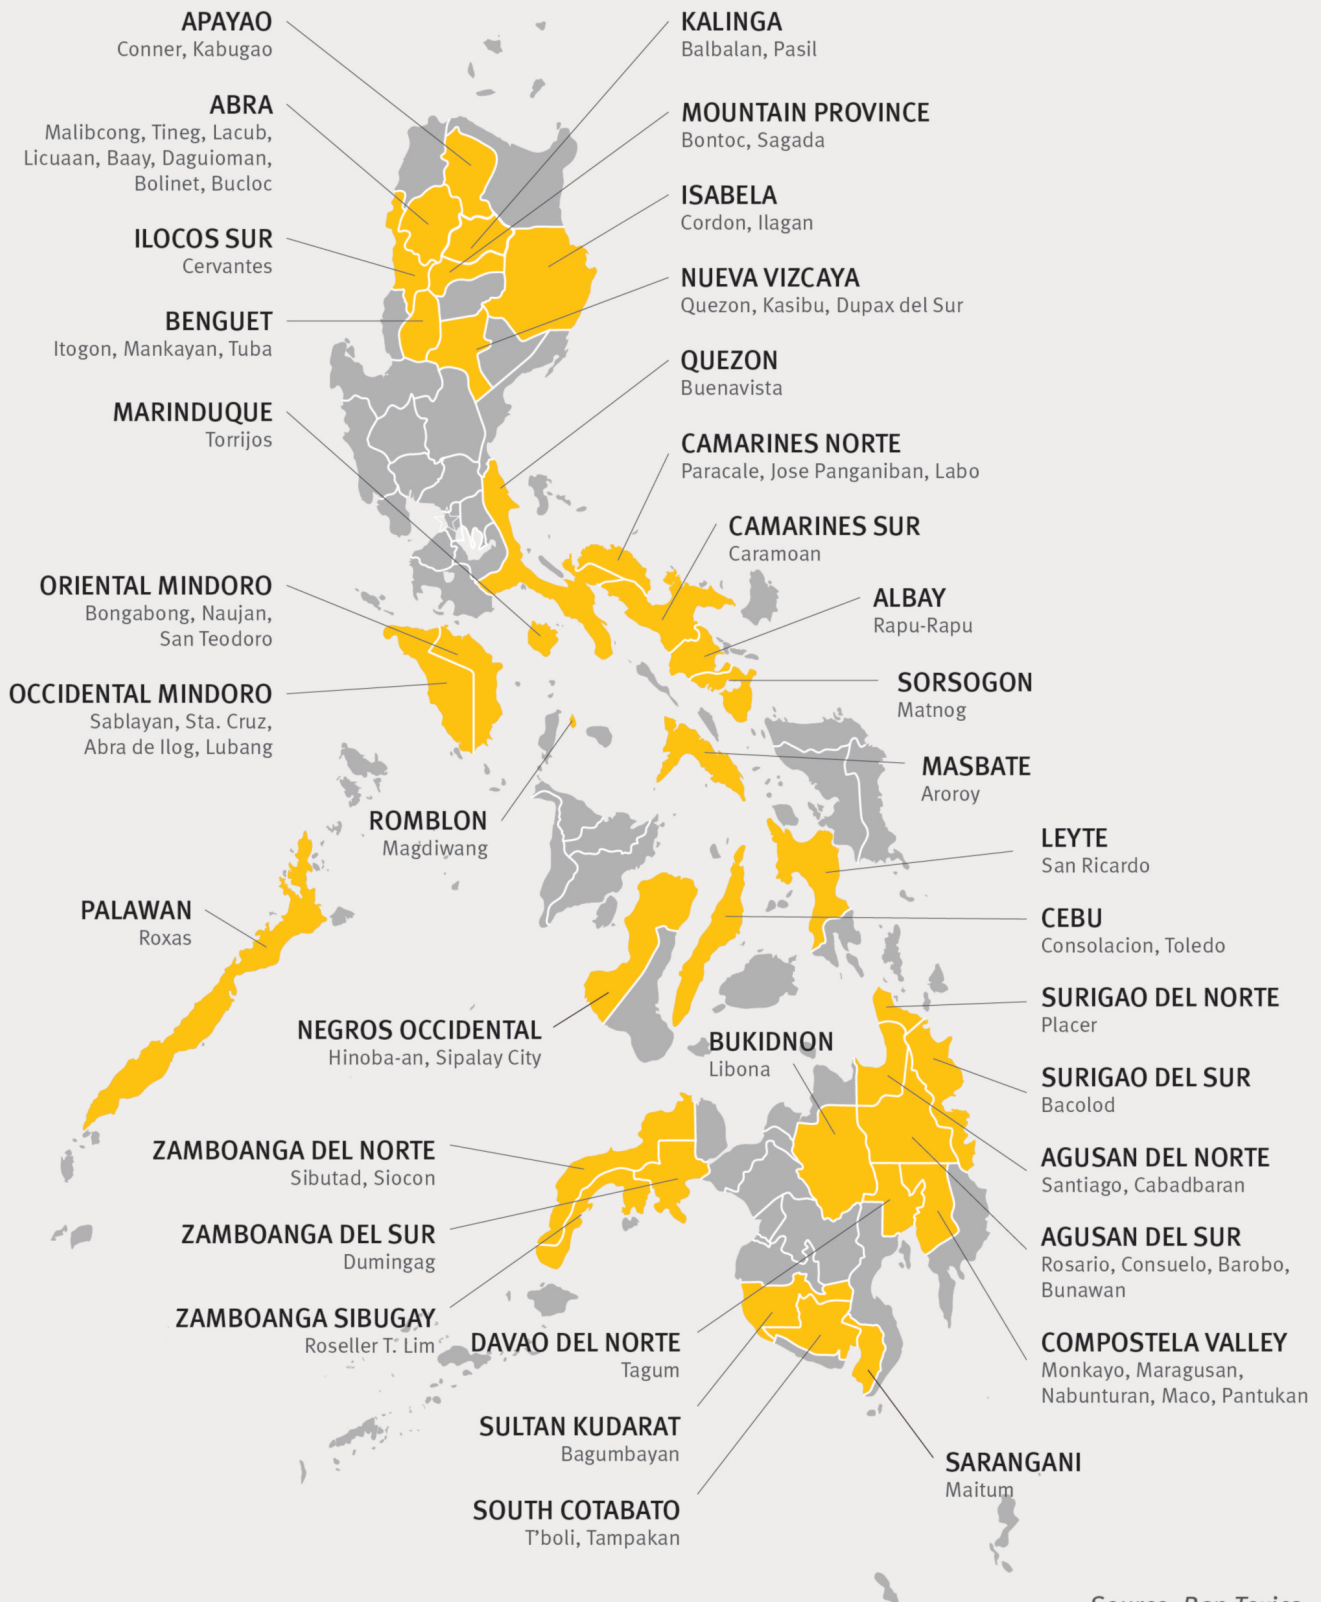 APAYAO
Conner, Kabugao
ABRA
Malibcong, Tineg, Lacub,
Licuaan, Baay, Daguioman,
Bolinet, Bucloc
ILOCOS SUR
Cervantes
BENGUET
Itogon, Mankayan, Tuba
MARINDUQUE
Torrijos
ORIENTAL MINDORO
Bongabong, Naujan,
San Teodoro
OCCIDENTAL MINDORO
Sablayan, Sta. Cruz,
Abra de Ilog, Lubang
ROMBLON
Magdiwang
PALAWAN
Roxas
NEGROS OCCIDENTAL
Hinoba-an, Sipalay City
ZAMBOANGA DEL NORTE
Sibutad, Siocon
ZAMBOANGA DEL SUR
Dumingag
ZAMBOANGA SIBUGAY
Roseller T. Lim
DAVAO DEL NORTE
Tagum
SULTAN KUDARAT
Bagumbayan
SOUTH COTABATO
T’boli, Tampakan
KALINGA
Balbalan, Pasil
MOUNTAIN PROVINCE
Bontoc, Sagada
ISABELA
Cordon, Ilagan
NUEVA VIZCAYA
Quezon, Kasibu, Dupax del Sur
QUEZON
Buenavista
CAMARINES NORTE
Paracale, Jose Panganiban, Labo
CAMARINES SUR
Caramoan
ALBAY
Rapu-Rapu
SORSOGON
Matnog
MASBATE
Aroroy
LEYTE
San Ricardo
CEBU
Consolacion, Toledo
SURIGAO DEL NORTE
Placer
BUKIDNON
Libona
SURIGAO DEL SUR
Bacolod
AGUSAN DEL NORTE
Santiago, Cabadbaran
AGUSAN DEL SUR
Rosario, Consuelo, Barobo,
Bunawan
COMPOSTELA VALLEY
Monkayo, Maragusan,
Nabunturan, Maco, Pantukan
SARANGANI
Maitum
Source: Ban Toxics